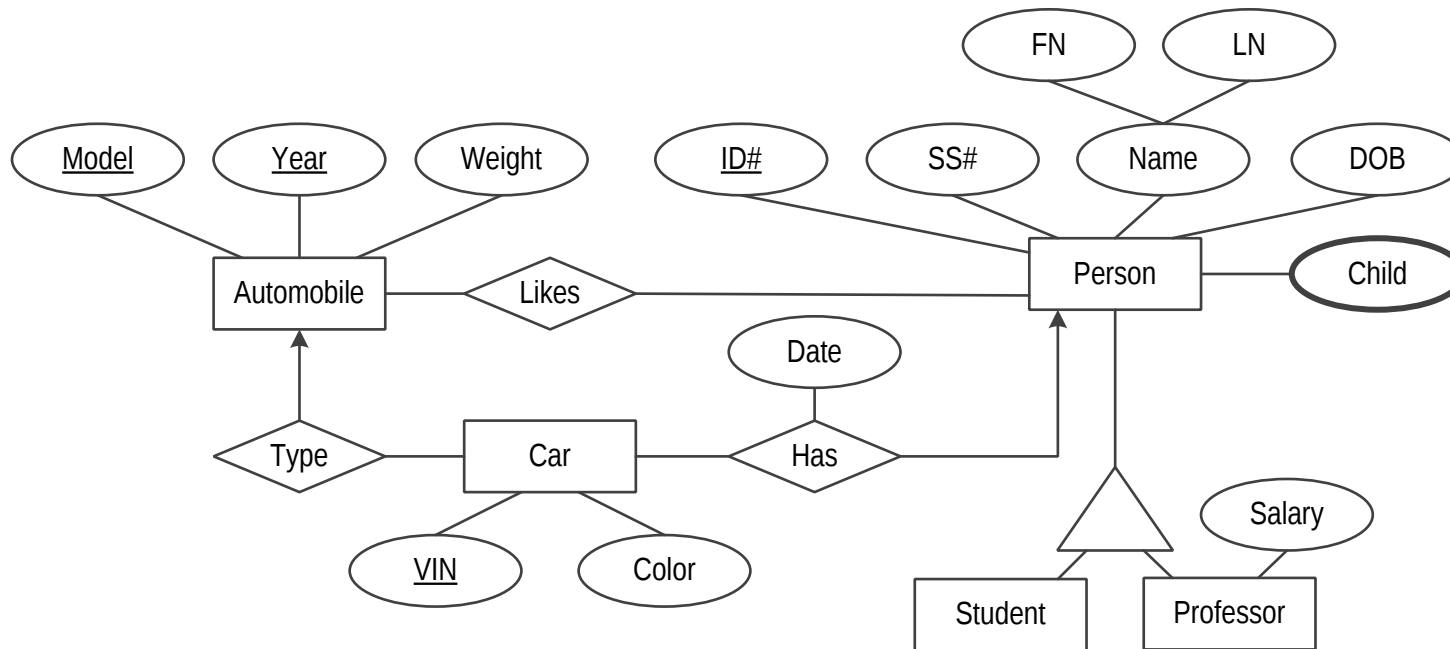 FN
LN
Model
Year
Weight
ID#
SS#
Name
DOB
Automobile
Likes
Person
Child
Date
Type
Car
Has
Salary
VIN
Color
Student
Professor